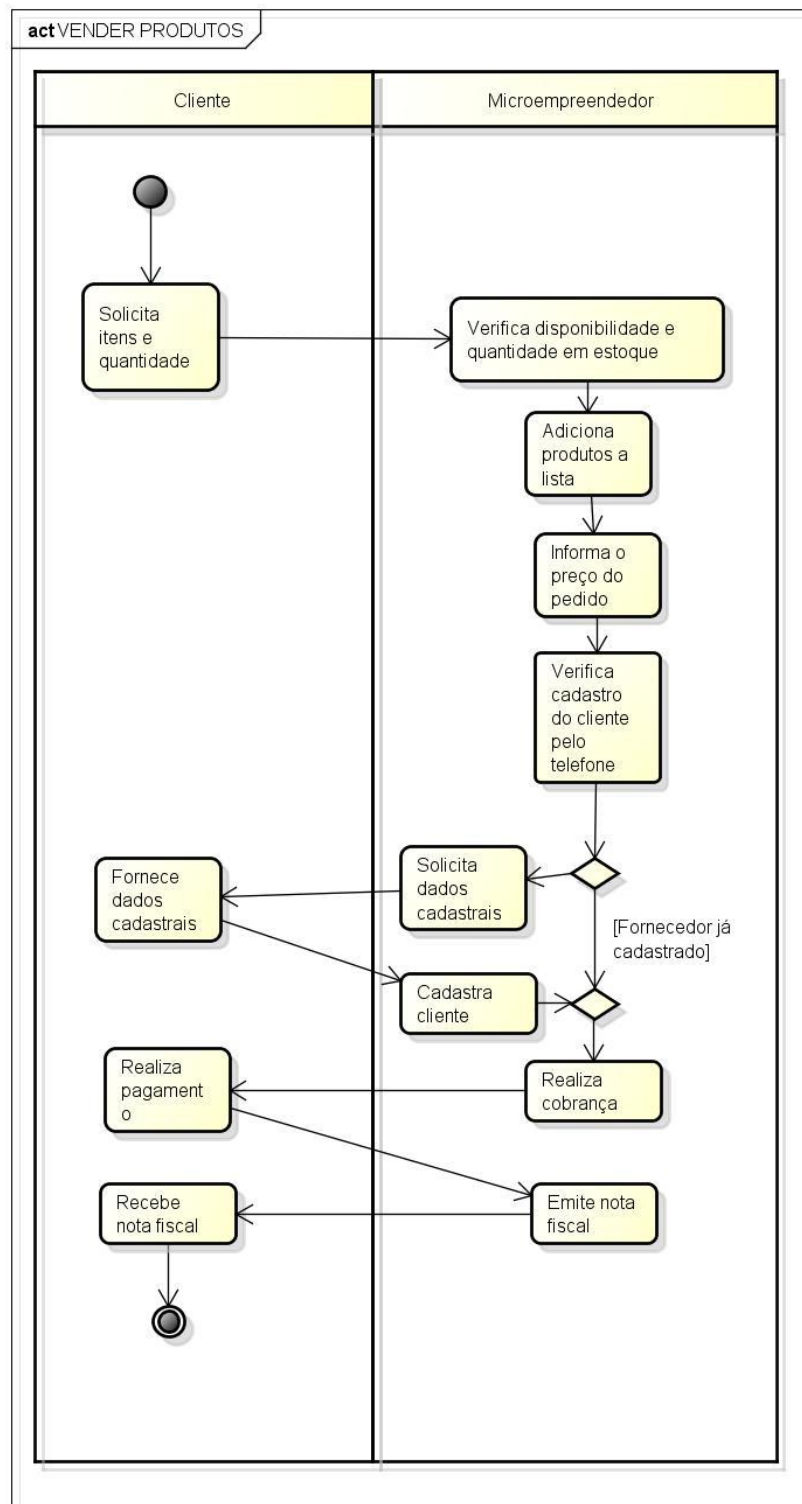 act VENDER PRODUTOS
Cliente
Microempreendedor
Solicita
itens e
quantidade
Verifica disponibilidade e
quantidade em estoque
Adiciona
produtos a
lista
Informa o
preço do
pedido
Verifica
cadastro
do cliente
pelo
telefone
Solicita
dados
cadastrais
Fornece
dados
cadastrais
[Fornecedor já
cadastrado]
Cadastra
cliente
Realiza
cobrança
Realiza
pagament
o
Emite nota
fiscal
Recebe
nota fiscal